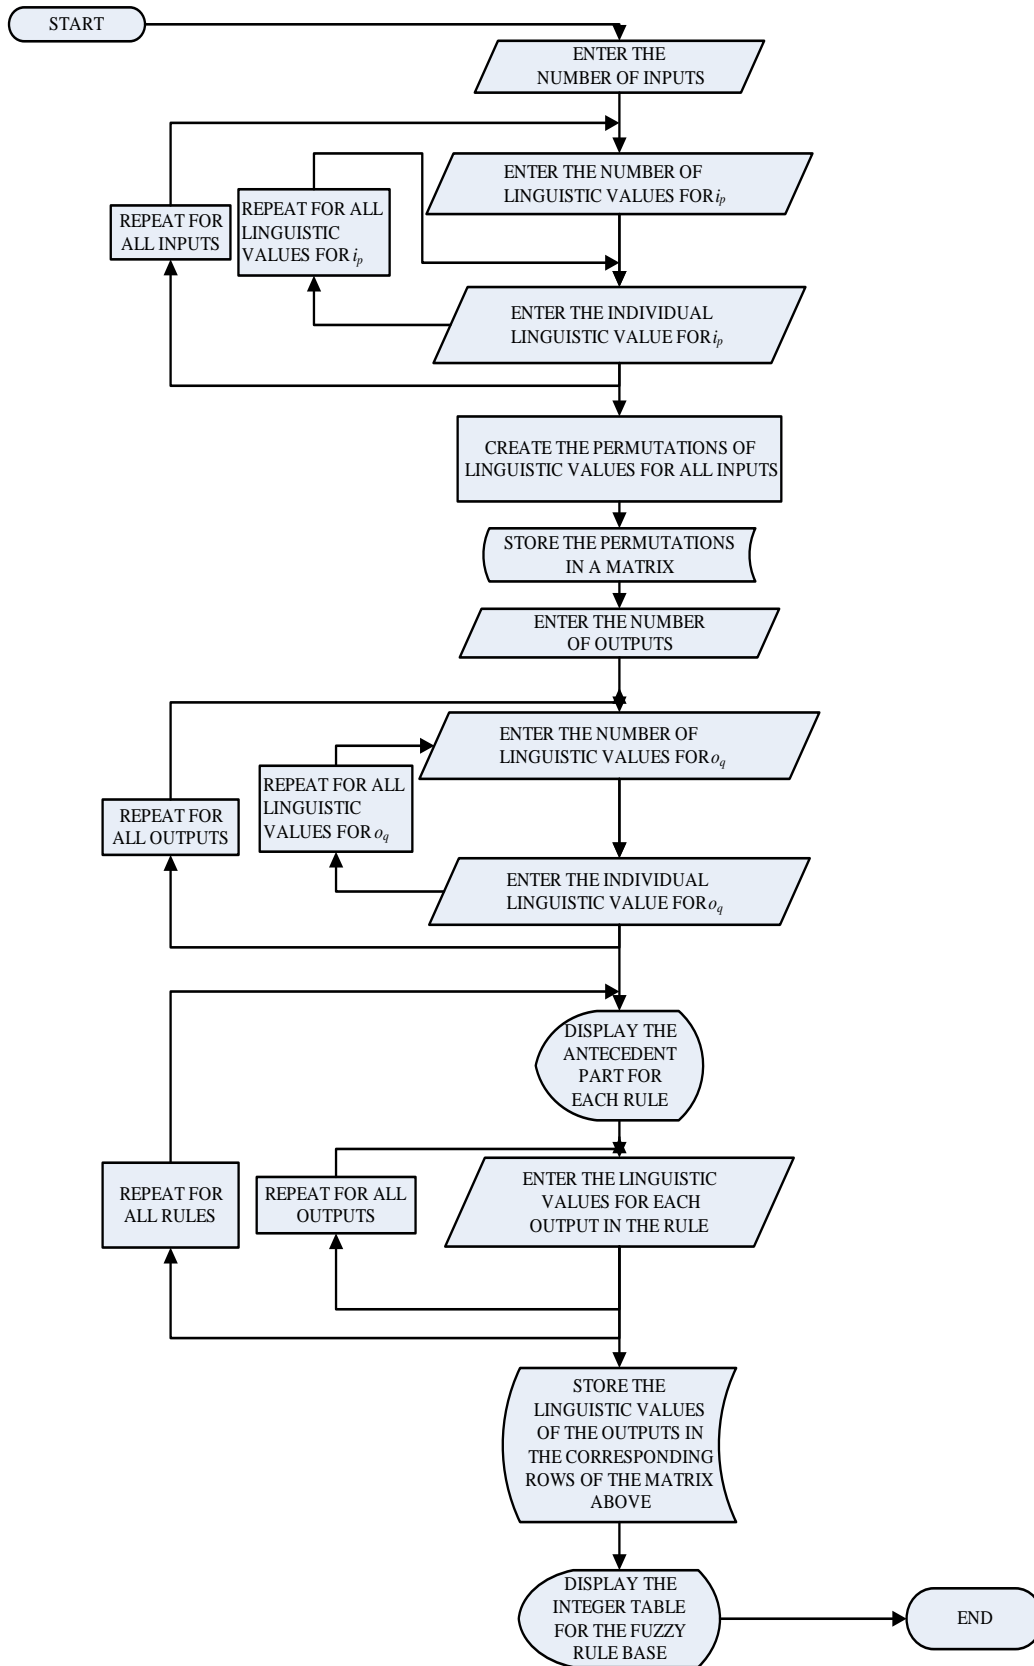 START
ENTER THE
NUMBER OF INPUTS
ENTER THE NUMBER OF
LINGUISTIC VALUES FOR ip
REPEAT FOR ALL
LINGUISTIC
VALUES FOR ip
REPEAT FOR
ALL INPUTS
ENTER THE INDIVIDUAL
LINGUISTIC VALUE FOR ip
CREATE THE PERMUTATIONS OF
LINGUISTIC VALUES FOR ALL INPUTS
STORE THE PERMUTATIONS
IN A MATRIX
ENTER THE NUMBER
OF OUTPUTS
ENTER THE NUMBER OF
LINGUISTIC VALUES FOR oq
REPEAT FOR ALL
LINGUISTIC
VALUES FOR oq
REPEAT FOR
ALL OUTPUTS
ENTER THE INDIVIDUAL
LINGUISTIC VALUE FOR oq
DISPLAY THE
ANTECEDENT
PART FOR
EACH RULE
ENTER THE LINGUISTIC
VALUES FOR EACH
OUTPUT IN THE RULE
REPEAT FOR ALL
OUTPUTS
REPEAT FOR
ALL RULES
STORE THE
LINGUISTIC VALUES
OF THE OUTPUTS IN
THE CORRESPONDING
ROWS OF THE MATRIX
ABOVE
DISPLAY THE
INTEGER TABLE
FOR THE FUZZY
RULE BASE
END